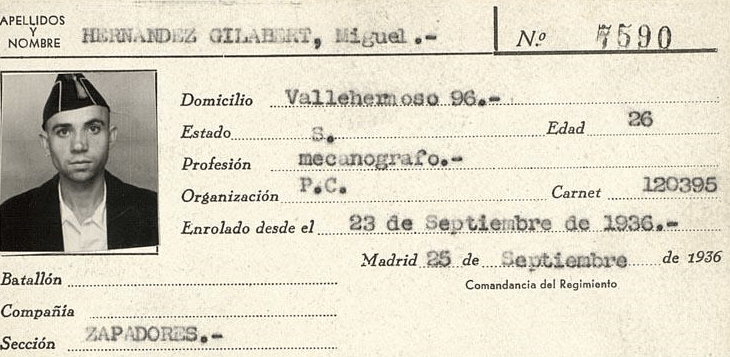 APELLIDOS
Y
NOMBRE HERNANDEZ GILABERT, Miguel.-
N.º 7590
Domicilio Vallehermoso 96.-
Estado S. Edad 26
Profesión mecanografo.-
Organización P.C. Carnet 120395
Enrolado desde el 23 de Septiembre de 1936.-
Madrid 25 de Septiembre de 1936
Comandancia del Regimiento
Batallón
Compañía
Sección ZAPADORES.-